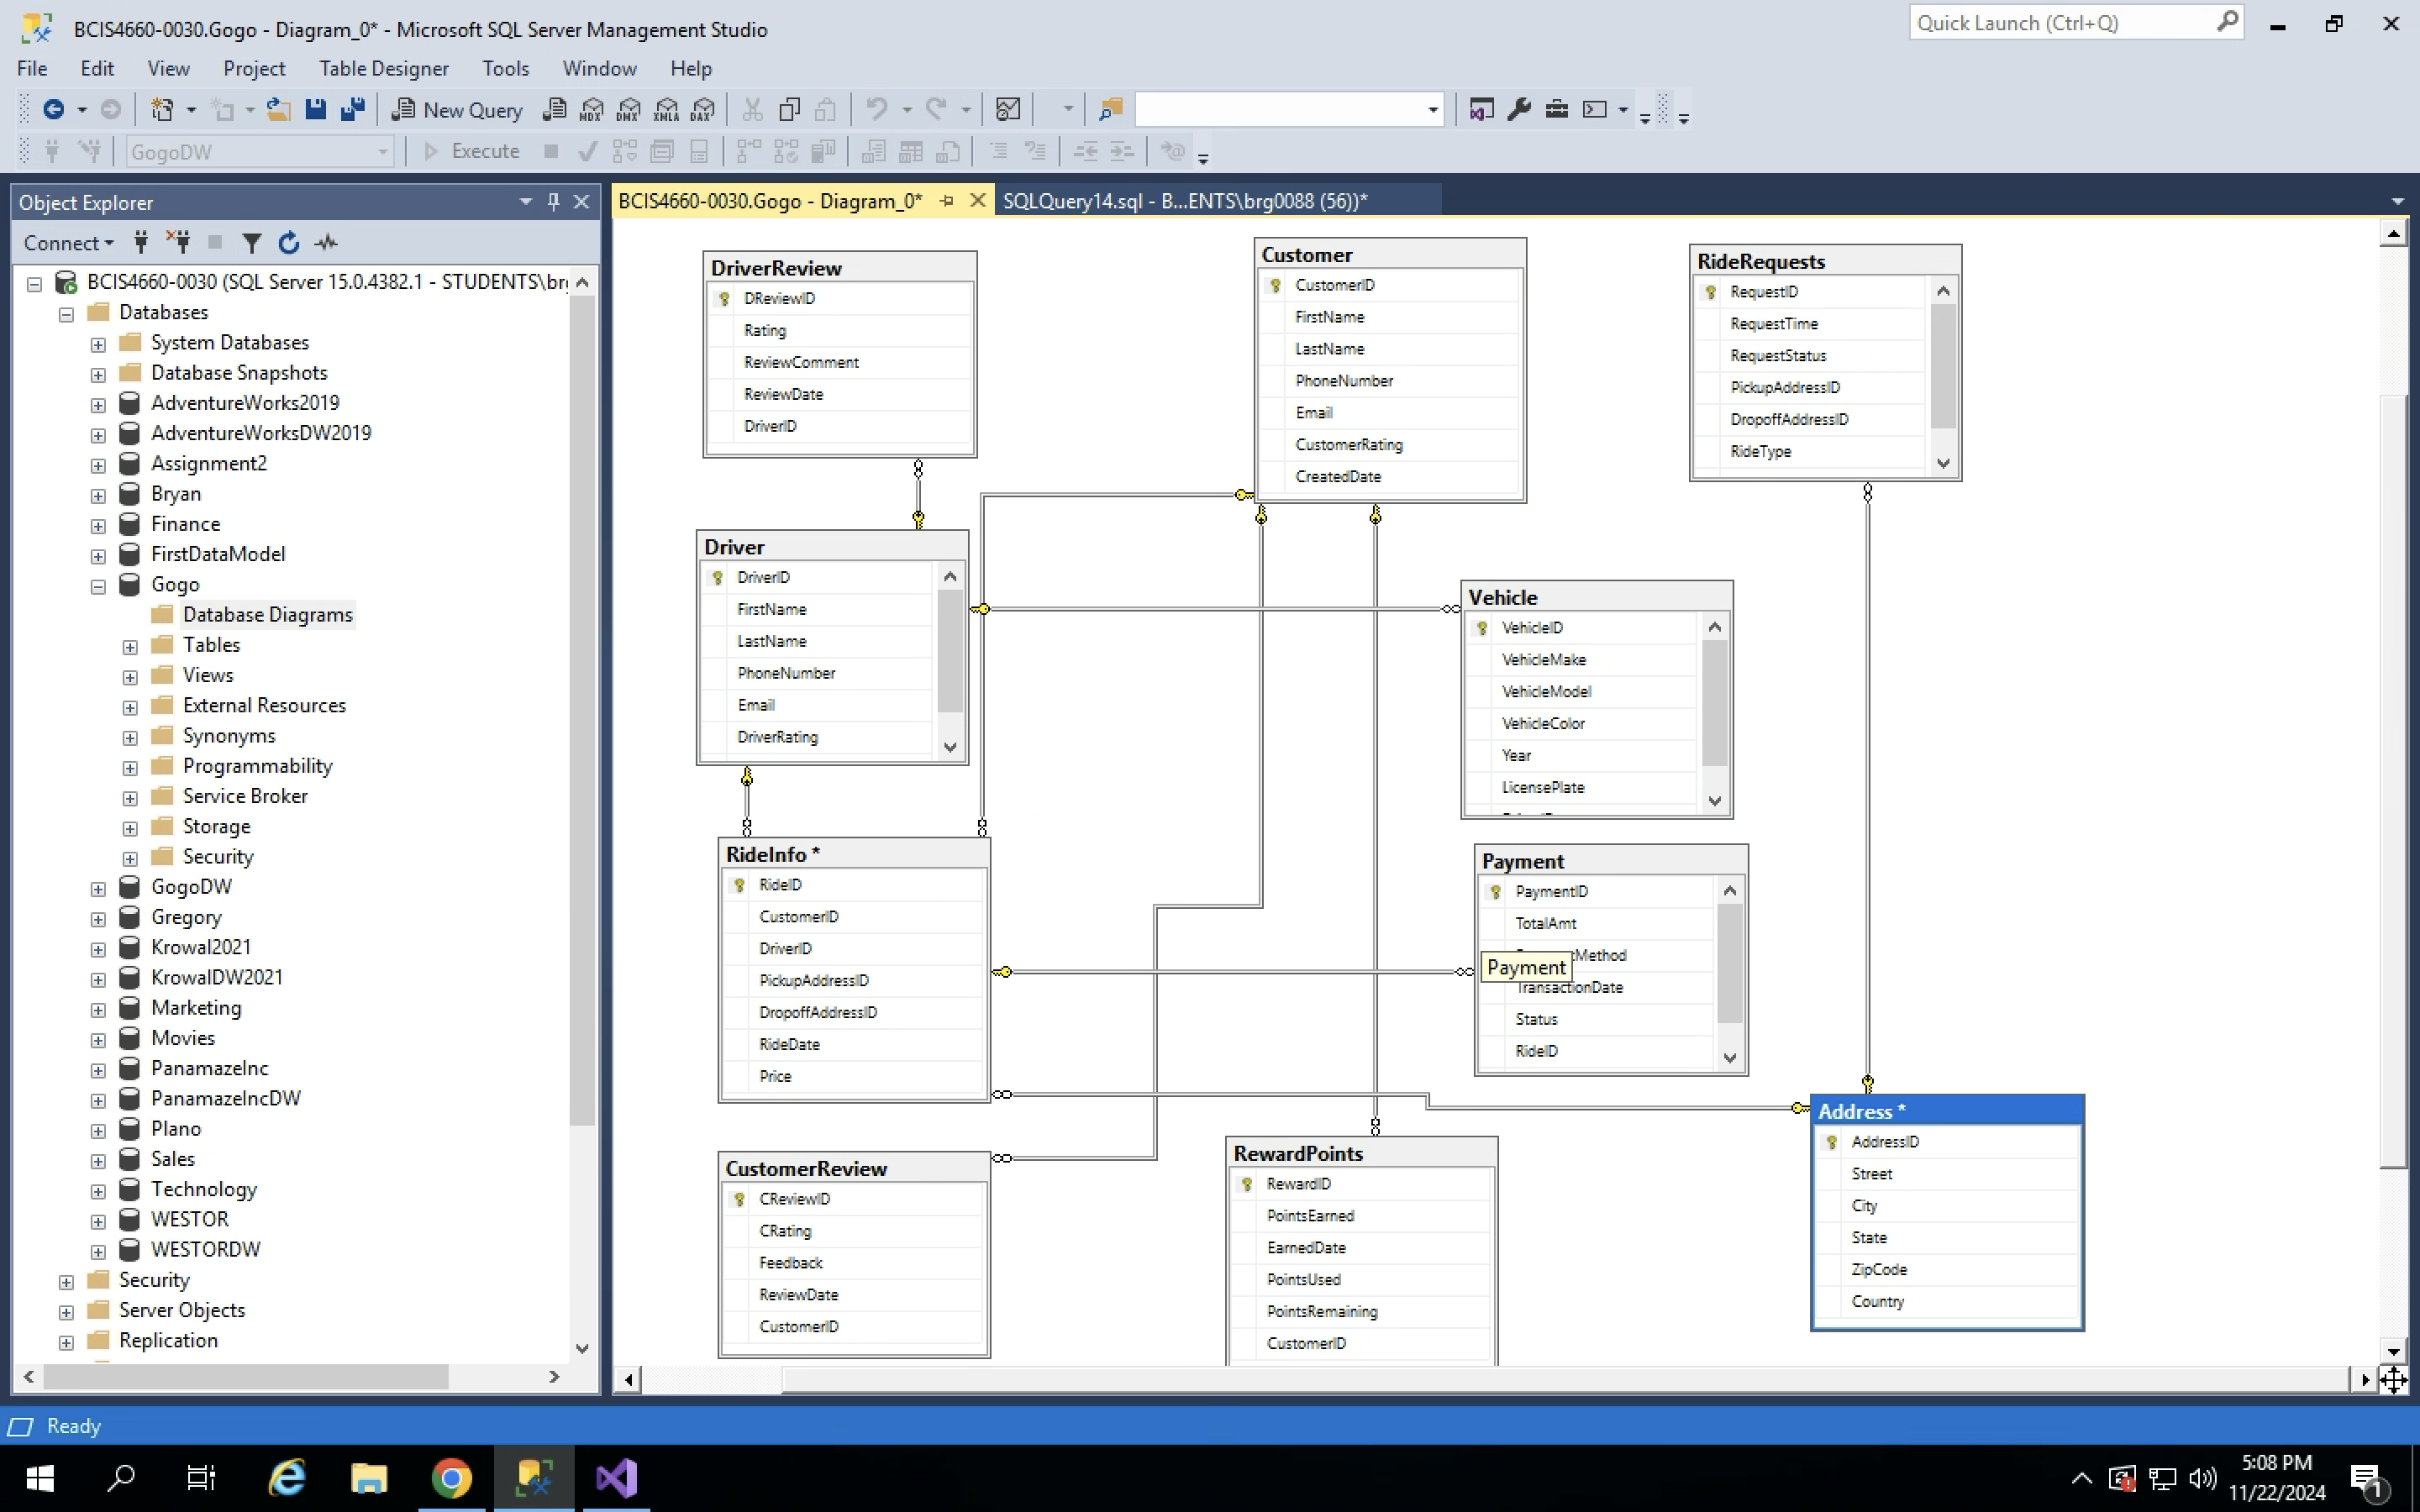 BCIS4660-0030.Gogo - Diagram_0* - Microsoft SQL Server Management Studio
Quick Launch (Ctrl+Q)
File Edit View Project Table Designer Tools Window Help
New Query MDX DMX XMLA DAX
GogoDW Execute
Object Explorer
BCIS4660-0030.Gogo - Diagram_0* SQLQuery14.sql - B...ENTS\brg0088 (56))*
Connect
BCIS4660-0030 (SQL Server 15.0.4382.1 - STUDENTS\br
Databases
System Databases
Database Snapshots
AdventureWorks2019
AdventureWorksDW2019
Assignment2
Bryan
Finance
FirstDataModel
Gogo
Database Diagrams
Tables
Views
External Resources
Synonyms
Programmability
Service Broker
Storage
Security
GogoDW
Gregory
Krowal2021
KrowalDW2021
Marketing
Movies
PanamazeInc
PanamazeIncDW
Plano
Sales
Technology
WESTOR
WESTORDW
Security
Server Objects
Replication
DriverReview
DReviewID
Rating
ReviewComment
ReviewDate
DriverID
Customer
CustomerID
FirstName
LastName
PhoneNumber
Email
CustomerRating
CreatedDate
RideRequests
RequestID
RequestTime
RequestStatus
PickupAddressID
DropoffAddressID
RideType
Driver
DriverID
FirstName
LastName
PhoneNumber
Email
DriverRating
Vehicle
VehicleID
VehicleMake
VehicleModel
VehicleColor
Year
LicensePlate
RideInfo *
RideID
CustomerID
DriverID
PickupAddressID
DropoffAddressID
RideDate
Price
Payment
PaymentID
TotalAmt
Method
Payment
TransactionDate
Status
RideID
CustomerReview
CReviewID
CRating
Feedback
ReviewDate
CustomerID
RewardPoints
RewardID
PointsEarned
EarnedDate
PointsUsed
PointsRemaining
CustomerID
Address *
AddressID
Street
City
State
ZipCode
Country
Ready
5:08 PM
11/22/2024
1